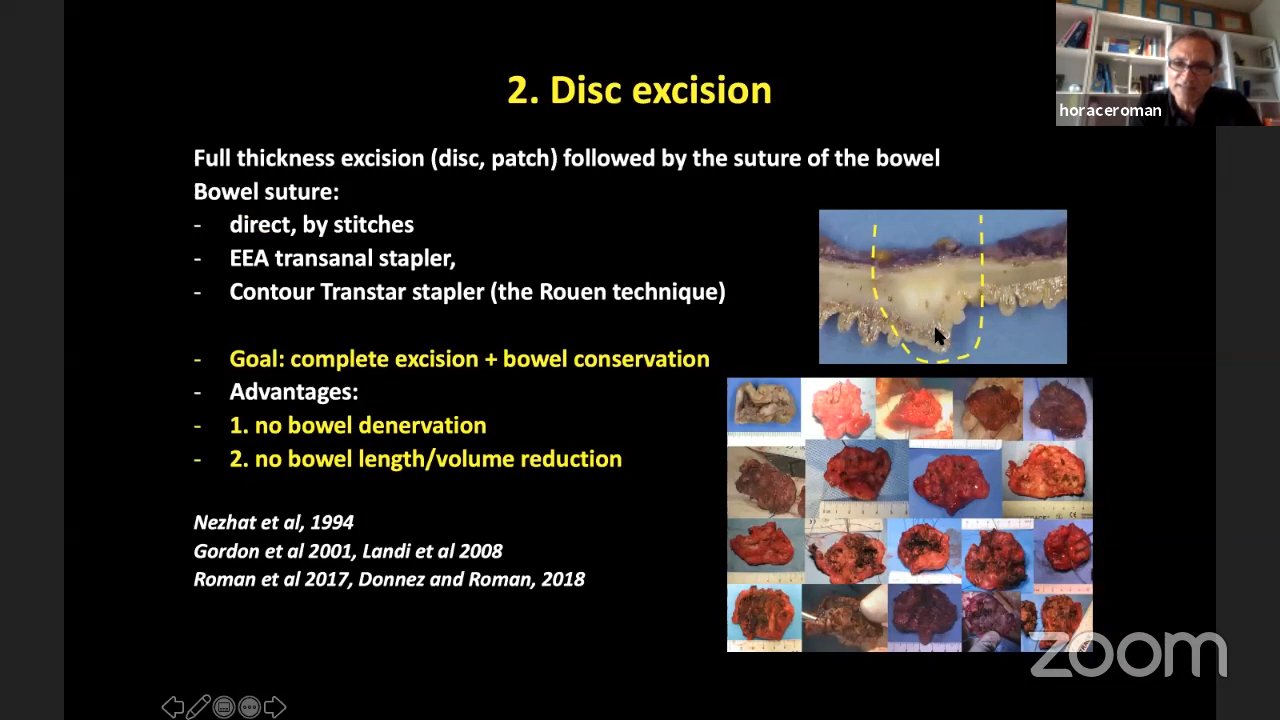 2. Disc excision
horaceroman
Full thickness excision (disc, patch) followed by the suture of the bowel
Bowel suture:
- direct, by stitches
- EEA transanal stapler,
- Contour Transtar stapler (the Rouen technique)
- Goal: complete excision + bowel conservation
- Advantages:
- 1. no bowel denervation
- 2. no bowel length/volume reduction
Nezhat et al, 1994
Gordon et al 2001, Landi et al 2008
Roman et al 2017, Donnez and Roman, 2018
zoom